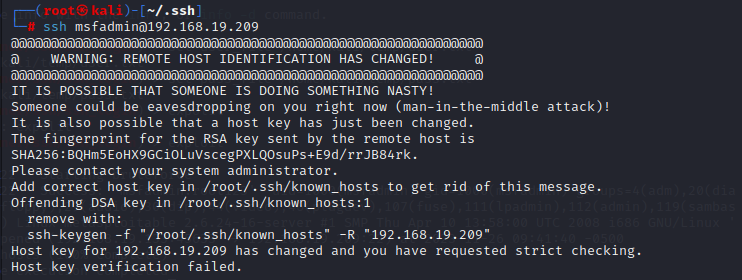 ┌──(root㉿kali)-[~/.ssh]
└─# ssh msfadmin@192.168.19.209
@@@@@@@@@@@@@@@@@@@@@@@@@@@@@@@@@@@@@@@@@@@@@@@@@@@@@@@@@@@
@    WARNING: REMOTE HOST IDENTIFICATION HAS CHANGED!     @
@@@@@@@@@@@@@@@@@@@@@@@@@@@@@@@@@@@@@@@@@@@@@@@@@@@@@@@@@@@
IT IS POSSIBLE THAT SOMEONE IS DOING SOMETHING NASTY!
Someone could be eavesdropping on you right now (man-in-the-middle attack)!
It is also possible that a host key has just been changed.
The fingerprint for the RSA key sent by the remote host is
SHA256:BQHm5EoHX9GCiOLuVscegPXLQOsuPs+E9d/rrJB84rk.
Please contact your system administrator.
Add correct host key in /root/.ssh/known_hosts to get rid of this message.
Offending DSA key in /root/.ssh/known_hosts:1
  remove with:
  ssh-keygen -f "/root/.ssh/known_hosts" -R "192.168.19.209"
Host key for 192.168.19.209 has changed and you have requested strict checking.
Host key verification failed.